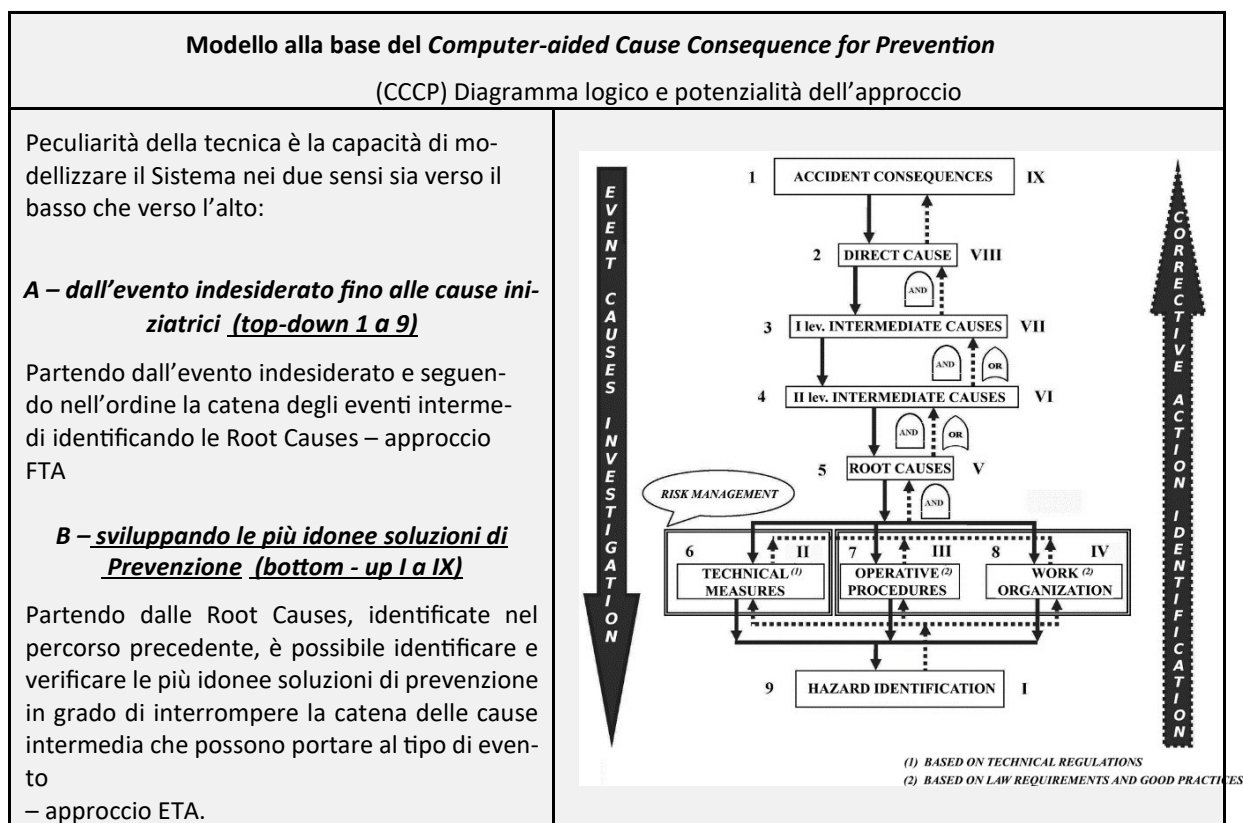 Modello alla base del Computer-aided Cause Consequence for Prevention
(CCCP) Diagramma logico e potenzialità dell'approccio
Peculiarità della tecnica è la capacità di mo-
dellizzare il Sistema nei due sensi sia verso il
basso che verso l'alto:
A – dall'evento indesiderato fino alle cause ini-
ziatrici (top-down 1 a 9)
Partendo dall'evento indesiderato e seguen-
do nell'ordine la catena degli eventi interme-
di identificando le Root Causes – approccio
FTA
B – sviluppando le più idonee soluzioni di
Prevenzione (bottom - up I a IX)
Partendo dalle Root Causes, identificate nel
percorso precedente, è possibile identificare e
verificare le più idonee soluzioni di prevenzione
in grado di interrompere la catena delle cause
intermedia che possono portare al tipo di even-
to
– approccio ETA.
EVENT CAUSES INVESTIGATION
1 ACCIDENT CONSEQUENCES IX
2 DIRECT CAUSE VIII
AND
3 I lev. INTERMEDIATE CAUSES VII
AND OR
4 II lev. INTERMEDIATE CAUSES VI
AND OR
5 ROOT CAUSES V
RISK MANAGEMENT
AND
6 II 7 III 8 IV
TECHNICAL (1) OPERATIVE (2) WORK (2)
MEASURES PROCEDURES ORGANIZATION
9 HAZARD IDENTIFICATION I
CORRECTIVE ACTION IDENTIFICATION
(1) BASED ON TECHNICAL REGULATIONS
(2) BASED ON LAW REQUIREMENTS AND GOOD PRACTICES